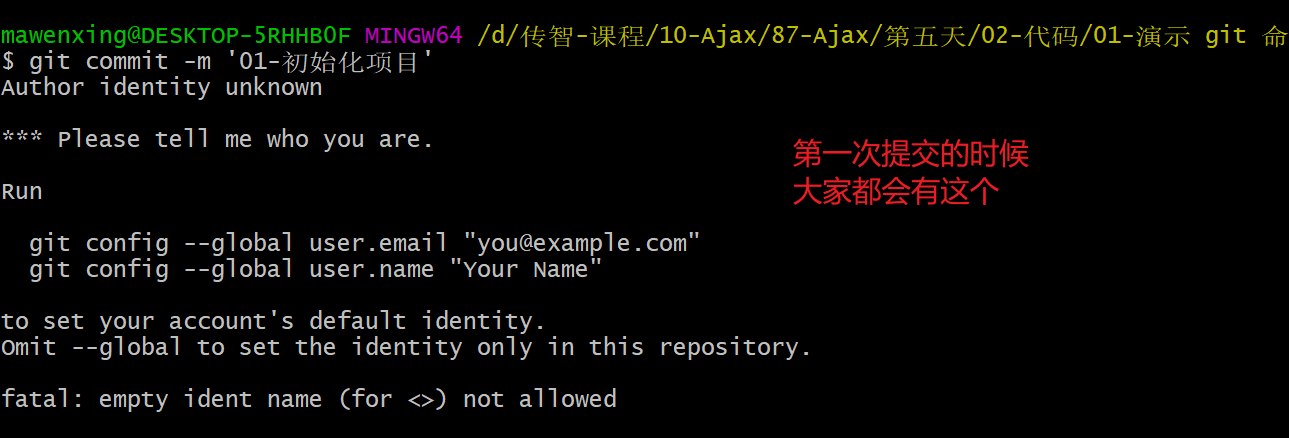 mawenxing@DESKTOP-5RHHB0F MINGW64 /d/传智-课程/10-Ajax/87-Ajax/第五天/02-代码/01-演示 git 命
$ git commit -m '01-初始化项目'
Author identity unknown
*** Please tell me who you are.
第一次提交的时候
大家都会有这个
Run
  git config --global user.email "you@example.com"
  git config --global user.name "Your Name"
to set your account's default identity.
Omit --global to set the identity only in this repository.
fatal: empty ident name (for <>) not allowed